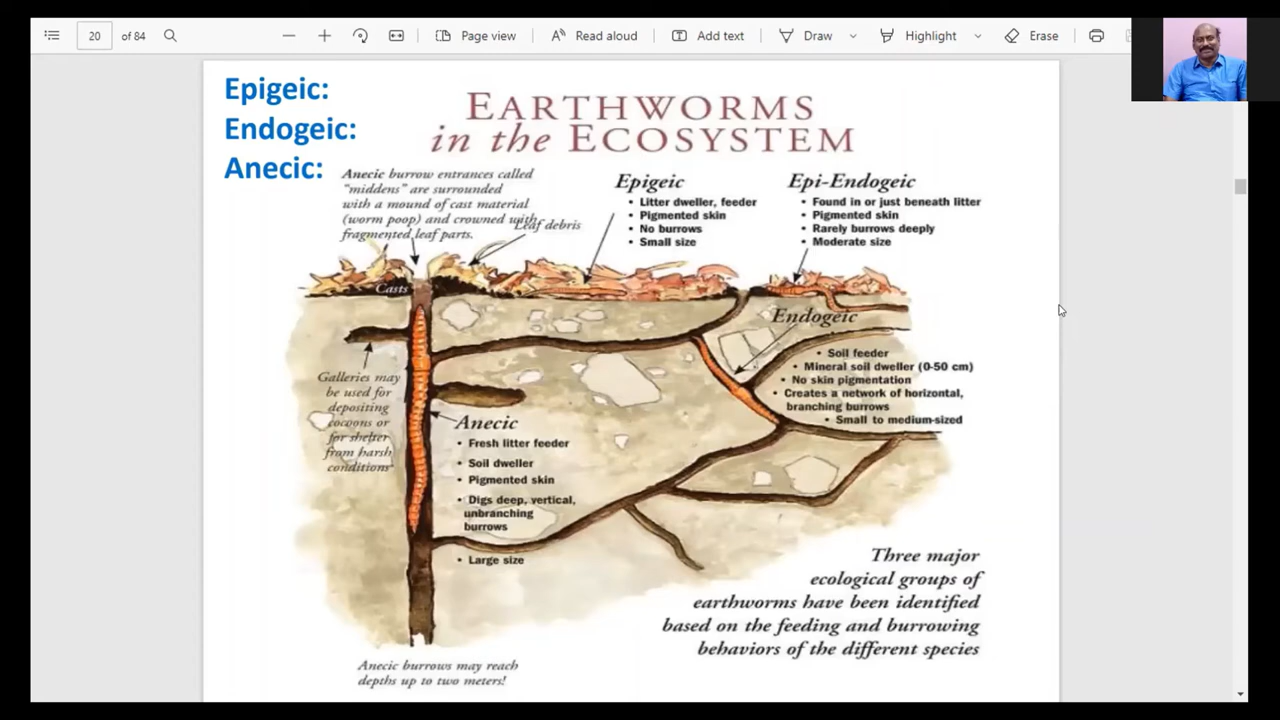 20 of 84
Page view
Read aloud
Add text
Draw
Highlight
Erase
Epigeic:
Endogeic:
Anecic:
EARTHWORMS
in the ECOSYSTEM
Anecic burrow entrances called
"middens" are surrounded
with a mound of cast material
(worm poop) and crowned with
fragmented leaf parts.
Leaf debris
Epigeic
• Litter dweller, feeder
• Pigmented skin
• No burrows
• Small size
Epi-Endogeic
• Found in or just beneath litter
• Pigmented skin
• Rarely burrows deeply
• Moderate size
Casts
Endogeic
• Soil feeder
• Mineral soil dweller (0-50 cm)
• No skin pigmentation
• Creates a network of horizontal,
branching burrows
• Small to medium-sized
Galleries may
be used for
depositing
cocoons or
for shelter
from harsh
conditions
Anecic
• Fresh litter feeder
• Soil dweller
• Pigmented skin
• Digs deep, vertical,
unbranching
burrows
• Large size
Three major
ecological groups of
earthworms have been identified
based on the feeding and burrowing
behaviors of the different species
Anecic burrows may reach
depths up to two meters!